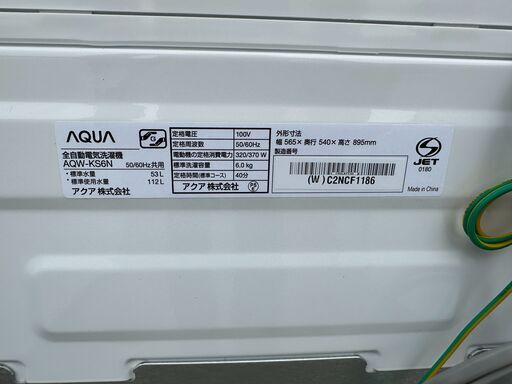 AQUA
全自動電気洗濯機
AQW-KS6N 50/60Hz共用
・標準水量 53 L
・標準使用水量 112 L
アクア 株式会社
定格電圧 100V
定格周波数 50/60Hz
電動機の定格消費電力 320/370 W
標準洗濯容量 6.0 kg
定格時間(標準コース) 40分
アクア 株式会社
外形寸法
幅 565× 奥行 540× 高さ 895mm
製造番号
(W) C2NCF1186
JET
0180
Made in China